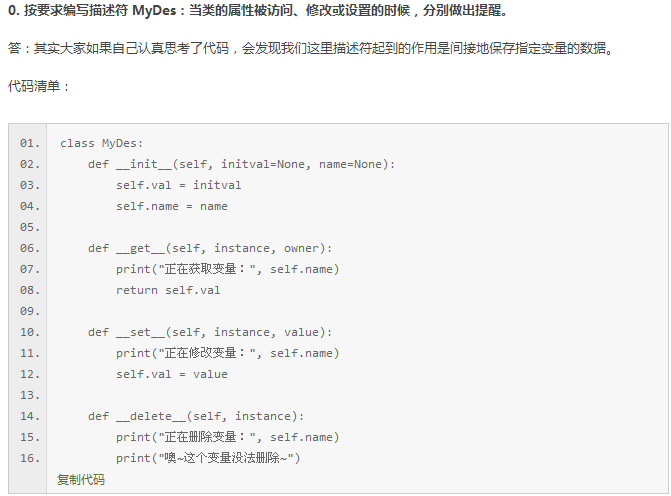 0. 按要求编写描述符 MyDes：当类的属性被访问、修改或设置的时候，分别做出提醒。
答：其实大家如果自己认真思考了代码，会发现我们这里描述符起到的作用是间接地保存指定变量的数据。
代码清单：
01. class MyDes:
02.     def __init__(self, initval=None, name=None):
03.         self.val = initval
04.         self.name = name
05.
06.     def __get__(self, instance, owner):
07.         print("正在获取变量：", self.name)
08.         return self.val
09.
10.     def __set__(self, instance, value):
11.         print("正在修改变量：", self.name)
12.         self.val = value
13.
14.     def __delete__(self, instance):
15.         print("正在删除变量：", self.name)
16.         print("噢~这个变量没法删除~")
复制代码